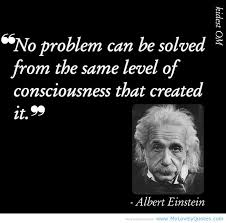 kidest OM
❝No problem can be solved
from the same level of
consciousness that created
it.❞
- Albert Einstein
www.MyLoveyQuotes.com